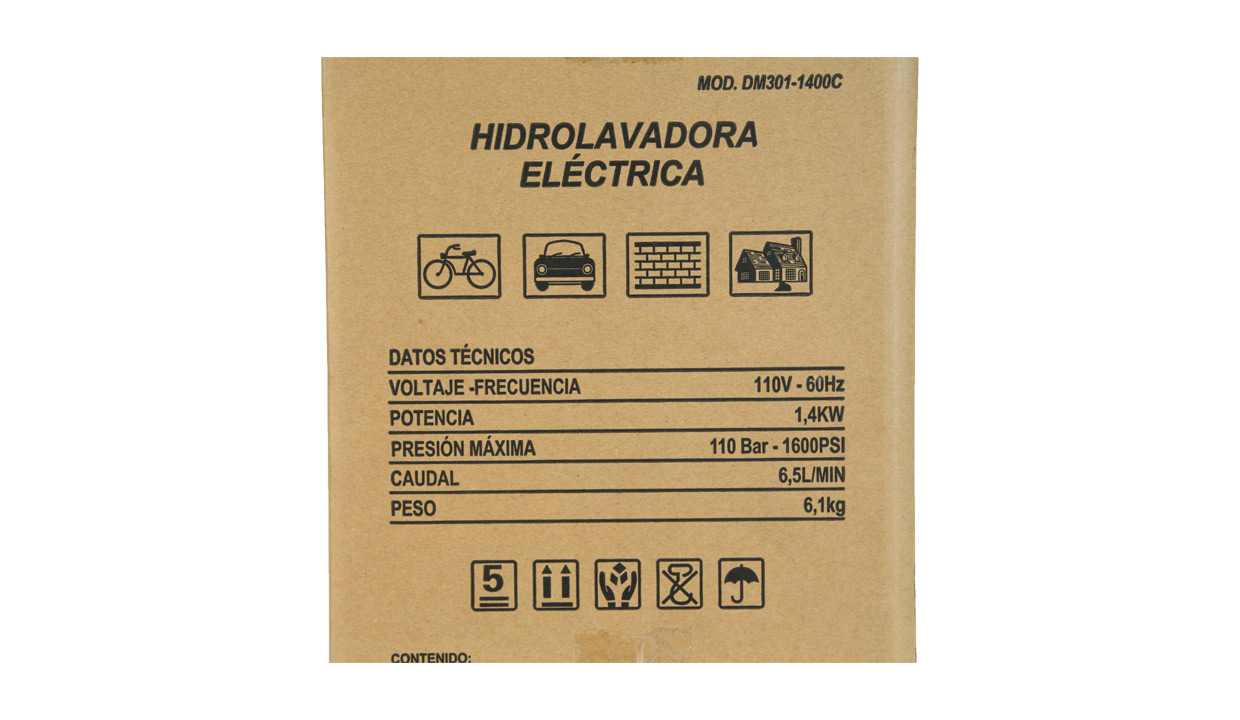 MOD. DM301-1400C
HIDROLAVADORA
ELÉCTRICA
DATOS TÉCNICOS
VOLTAJE -FRECUENCIA 110V - 60Hz
POTENCIA 1,4KW
PRESIÓN MÁXIMA 110 Bar - 1600PSI
CAUDAL 6,5L/MIN
PESO 6,1kg
5
CONTENIDO: